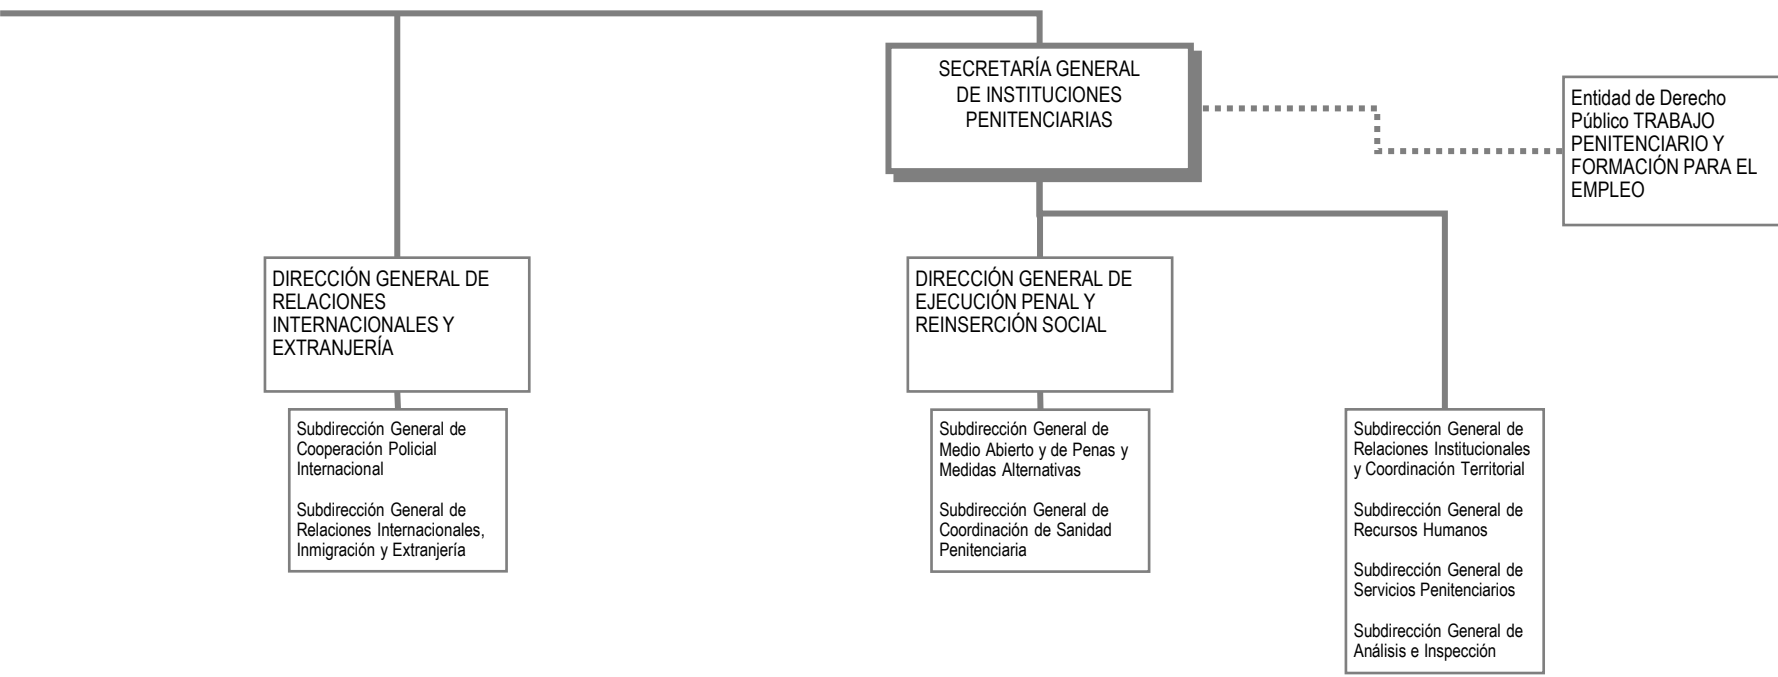 SECRETARÍA GENERAL
DE INSTITUCIONES
PENITENCIARIAS
Entidad de Derecho
Público TRABAJO
PENITENCIARIO Y
FORMACIÓN PARA EL
EMPLEO
DIRECCIÓN GENERAL DE
RELACIONES
INTERNACIONALES Y
EXTRANJERÍA
DIRECCIÓN GENERAL DE
EJECUCIÓN PENAL Y
REINSERCIÓN SOCIAL
Subdirección General de
Cooperación Policial
Internacional
Subdirección General de
Relaciones Internacionales,
Inmigración y Extranjería
Subdirección General de
Medio Abierto y de Penas y
Medidas Alternativas
Subdirección General de
Coordinación de Sanidad
Penitenciaria
Subdirección General de
Relaciones Institucionales
y Coordinación Territorial
Subdirección General de
Recursos Humanos
Subdirección General de
Servicios Penitenciarios
Subdirección General de
Análisis e Inspección